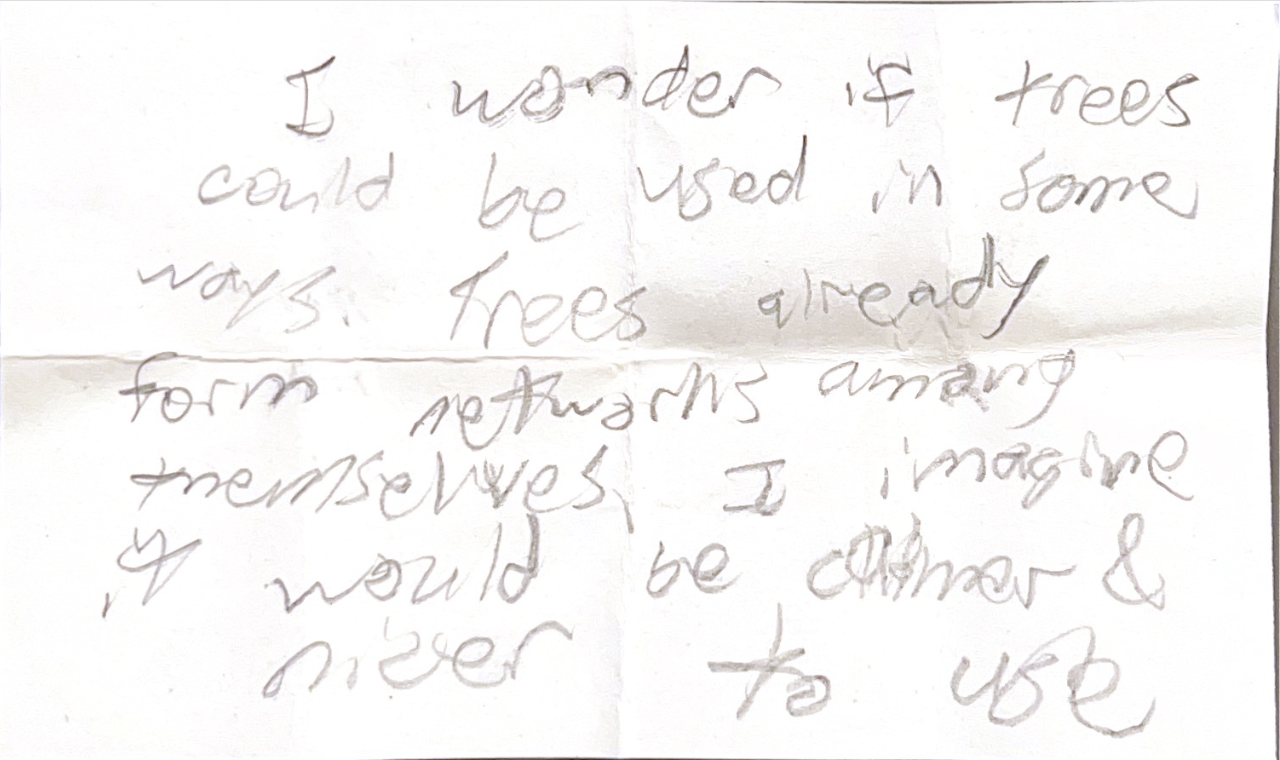 I wonder if trees
could be used in some
ways. Trees already
form networks among
themselves, I imagine
it would be calmer &
nicer to use